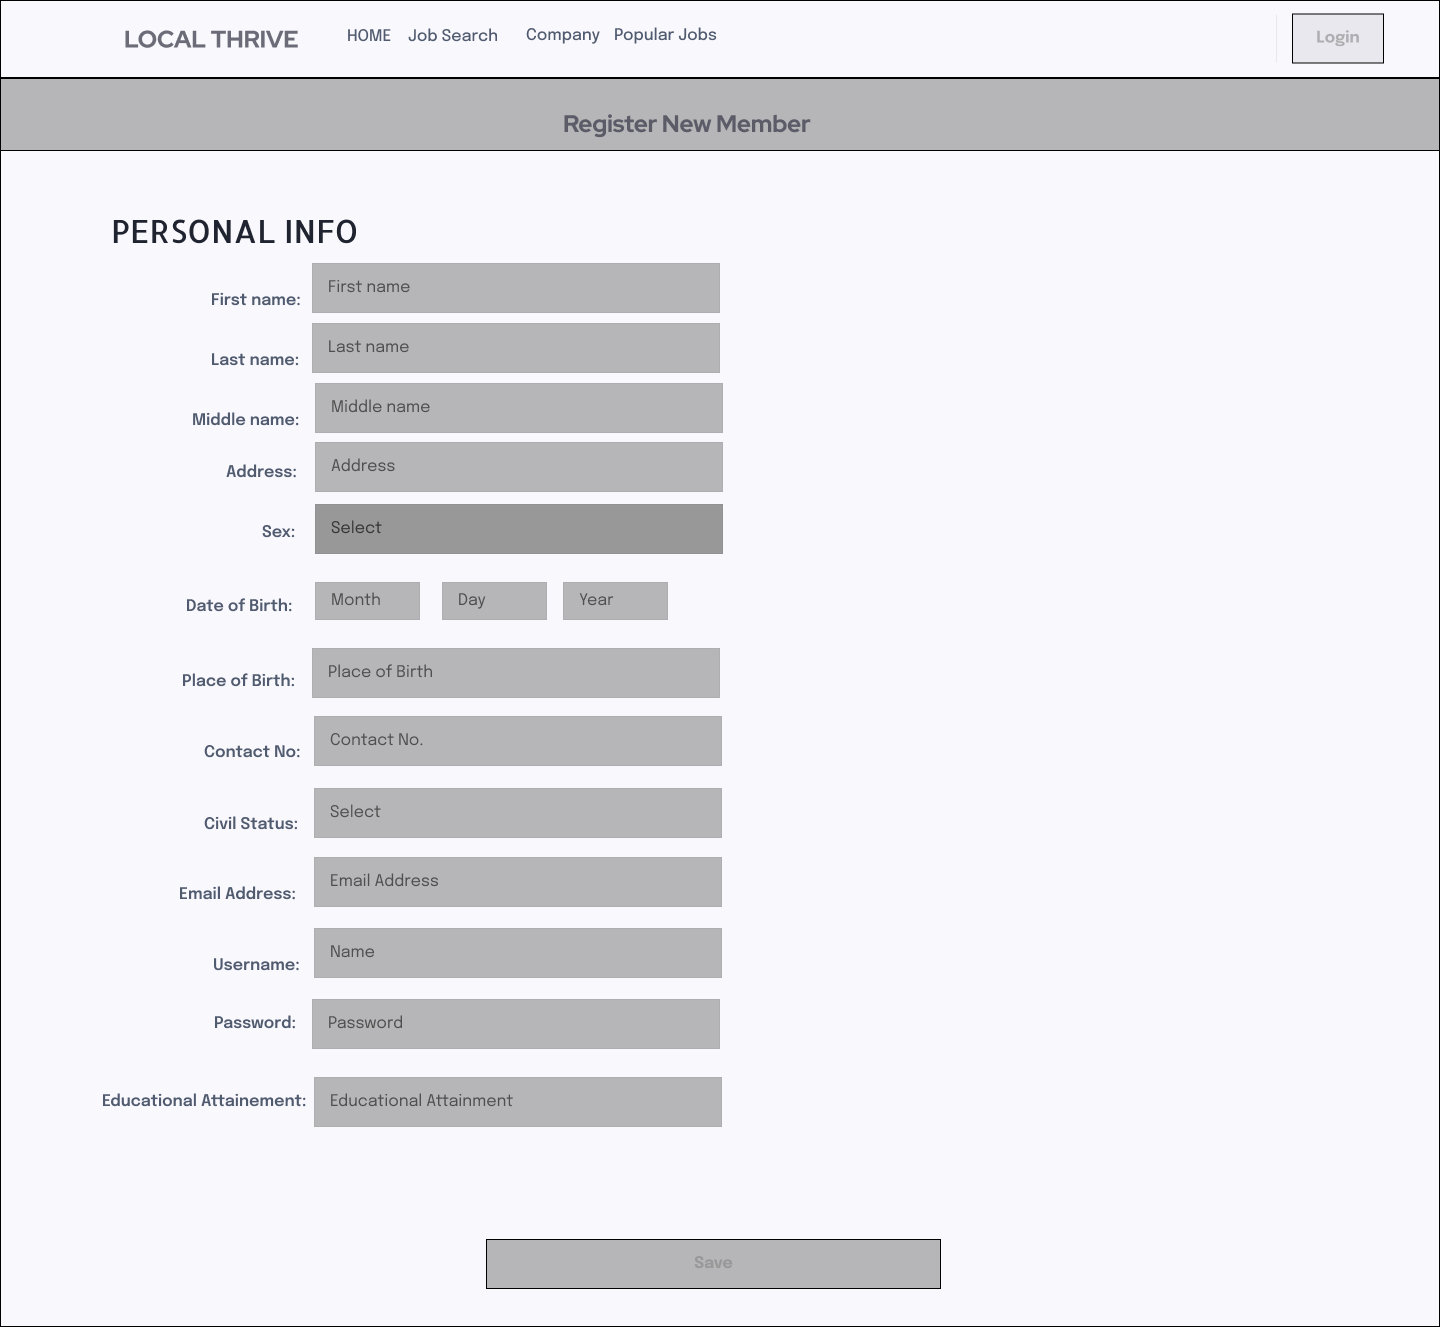 LOCAL THRIVE HOME Job Search Company Popular Jobs Login
Register New Member
PERSONAL INFO
First name: First name
Last name: Last name
Middle name: Middle name
Address: Address
Sex: Select
Date of Birth: Month Day Year
Place of Birth: Place of Birth
Contact No: Contact No.
Civil Status: Select
Email Address: Email Address
Username: Name
Password: Password
Educational Attainement: Educational Attainment
Save